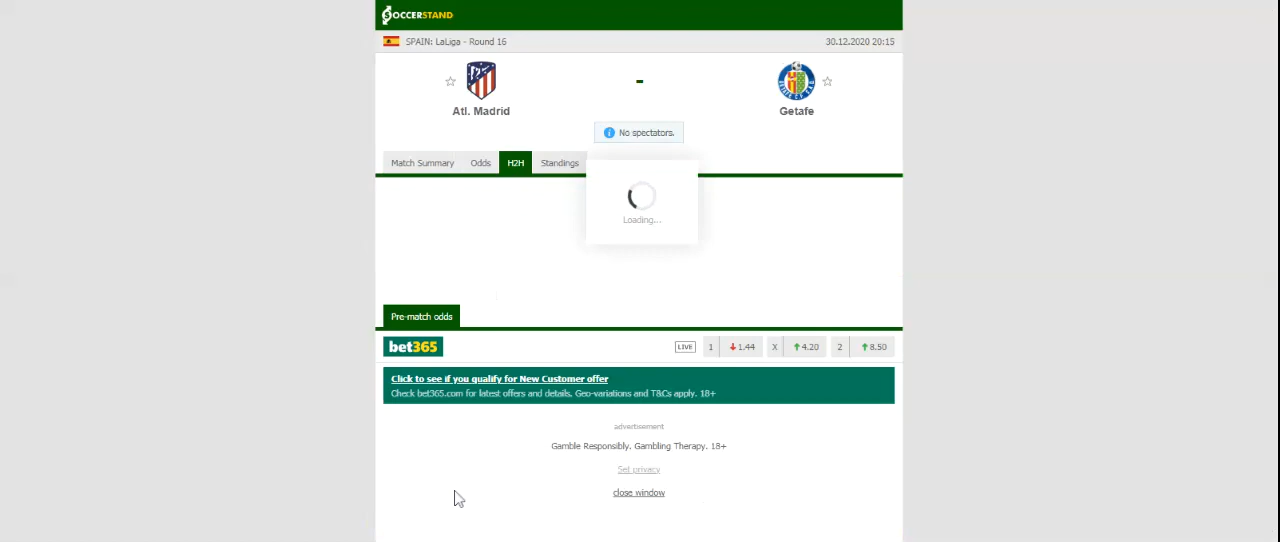 SOCCERSTAND
SPAIN: LaLiga - Round 16 30.12.2020 20:15
-
Atl. Madrid Getafe
No spectators.
Match Summary Odds H2H Standings
Loading...
Pre-match odds
bet365 LIVE 1 1.44 X 4.20 2 8.50
Click to see if you qualify for New Customer offer
Check bet365.com for latest offers and details. Geo-variations and T&Cs apply. 18+
advertisement
Gamble Responsibly. Gambling Therapy. 18+
Set privacy
close window